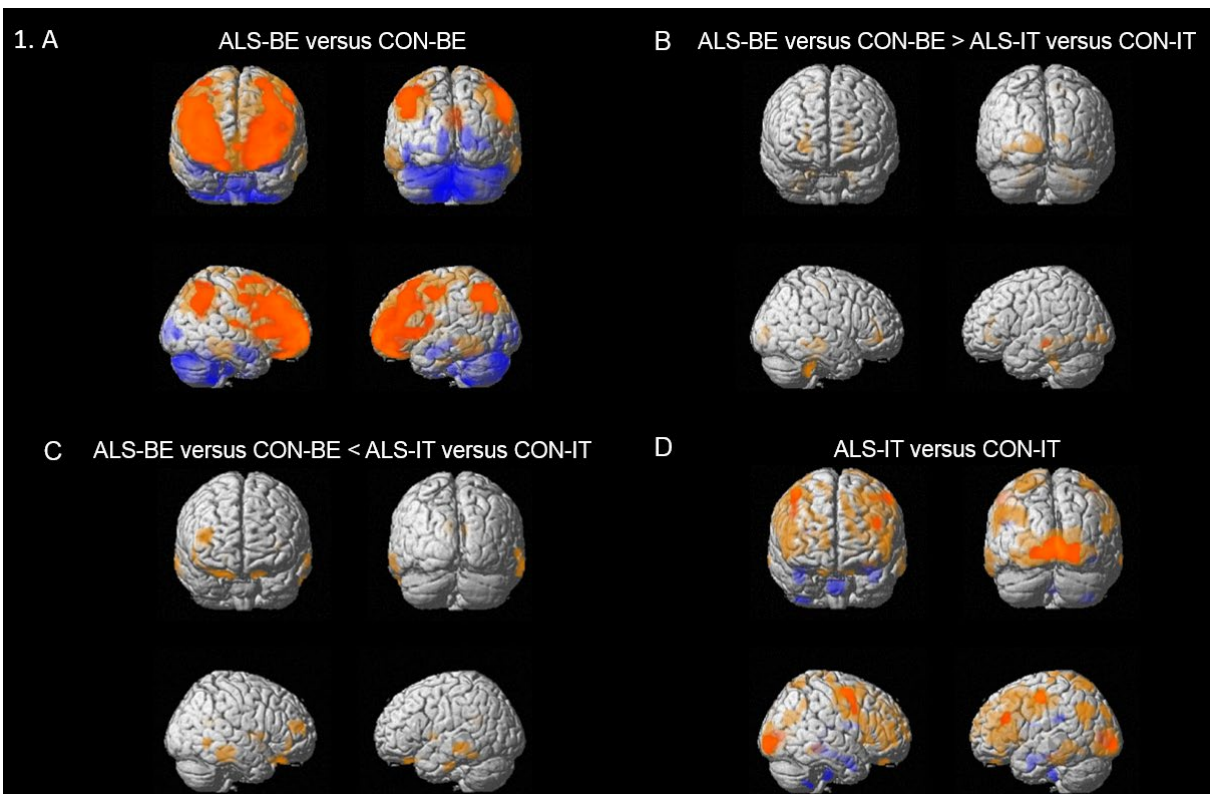 1. A
ALS-BE versus CON-BE
B
ALS-BE versus CON-BE > ALS-IT versus CON-IT
C
ALS-BE versus CON-BE < ALS-IT versus CON-IT
D
ALS-IT versus CON-IT